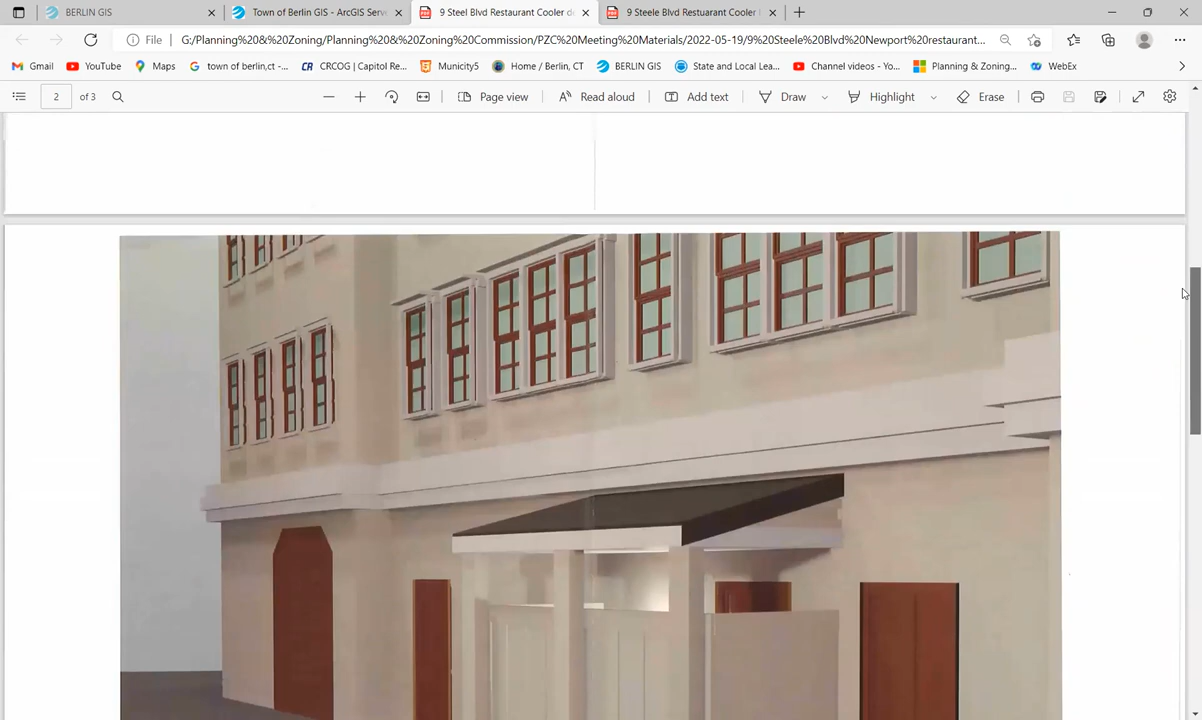 BERLIN GIS
Town of Berlin GIS - ArcGIS Serve
9 Steel Blvd Restaurant Cooler de
9 Steele Blvd Restuarant Cooler
File
G:/Planning%20&%20Zoning/Planning%20&%20Zoning%20Commission/PZC%20Meeting%20Materials/2022-05-19/9%20Steele%20Blvd%20Newport%20restaurant...
Gmail
YouTube
Maps
town of berlin,ct -...
CRCOG | Capitol Re...
Municity5
Home / Berlin, CT
BERLIN GIS
State and Local Lea...
Channel videos - Yo...
Planning & Zoning...
WebEx
2
of 3
Page view
Read aloud
Add text
Draw
Highlight
Erase